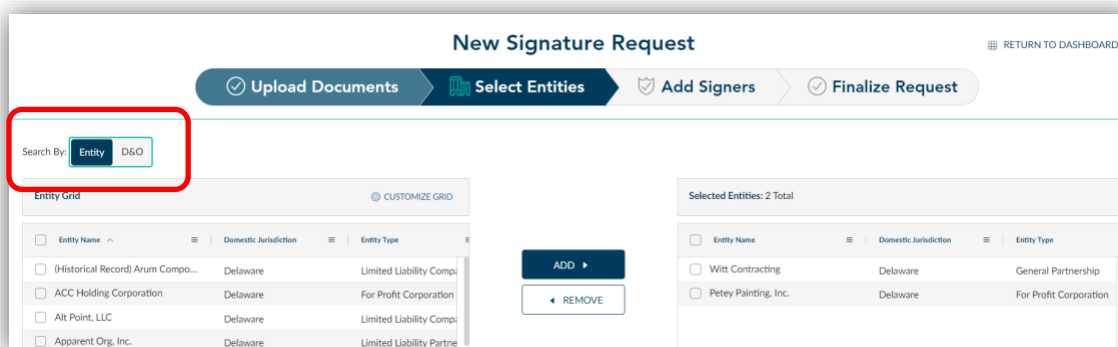 New Signature Request
RETURN TO DASHBOARD
Upload Documents
Select Entities
Add Signers
Finalize Request
Search By: Entity D&O
Entity Grid
CUSTOMIZE GRID
Entity Name Domestic Jurisdiction Entity Type
(Historical Record) Arum Compo... Delaware Limited Liability Compa
ACC Holding Corporation Delaware For Profit Corporation
Alt Point, LLC Delaware Limited Liability Compa
Apparent Org, Inc. Delaware Limited Liability Partne
ADD
REMOVE
Selected Entities: 2 Total
Entity Name Domestic Jurisdiction Entity Type
Witt Contracting Delaware General Partnership
Petey Painting, Inc. Delaware For Profit Corporation